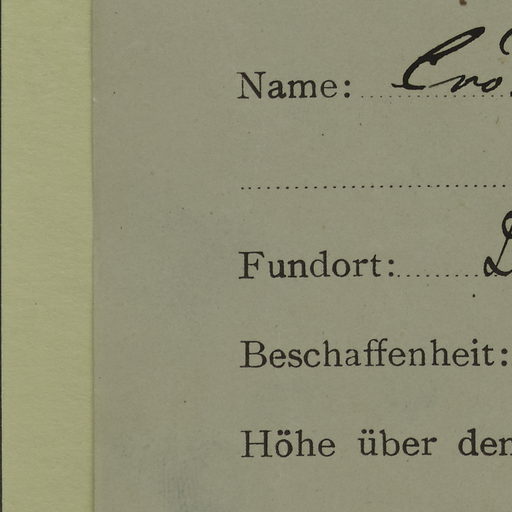 Name:
Fundort:
Beschaffenheit:
Höhe über den